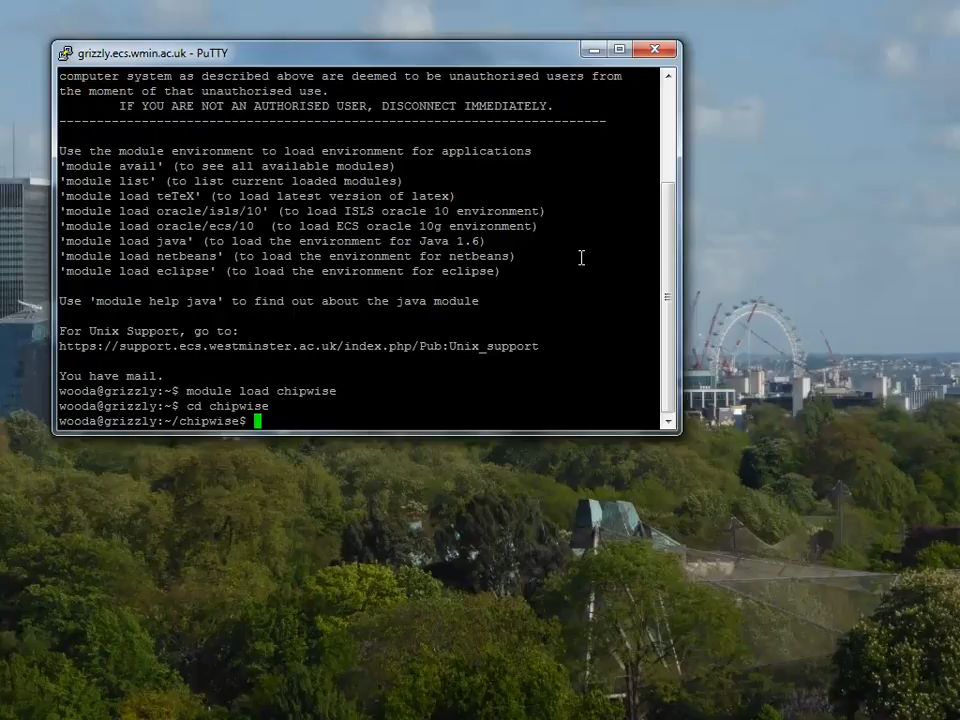 grizzly.ecs.wmin.ac.uk - PuTTY
computer system as described above are deemed to be unauthorised users from
the moment of that unauthorised use.
IF YOU ARE NOT AN AUTHORISED USER, DISCONNECT IMMEDIATELY.
-------------------------------------------------------------------------
Use the module environment to load environment for applications
'module avail' (to see all available modules)
'module list' (to list current loaded modules)
'module load teTeX' (to load latest version of latex)
'module load oracle/isls/10' (to load ISLS oracle 10 environment)
'module load oracle/ecs/10  (to load ECS oracle 10g environment)
'module load java' (to load the environment for Java 1.6)
'module load netbeans' (to load the environment for netbeans)
'module load eclipse' (to load the environment for eclipse)
Use 'module help java' to find out about the java module
For Unix Support, go to:
https://support.ecs.westminster.ac.uk/index.php/Pub:Unix_support
You have mail.
wooda@grizzly:~$ module load chipwise
wooda@grizzly:~$ cd chipwise
wooda@grizzly:~/chipwise$